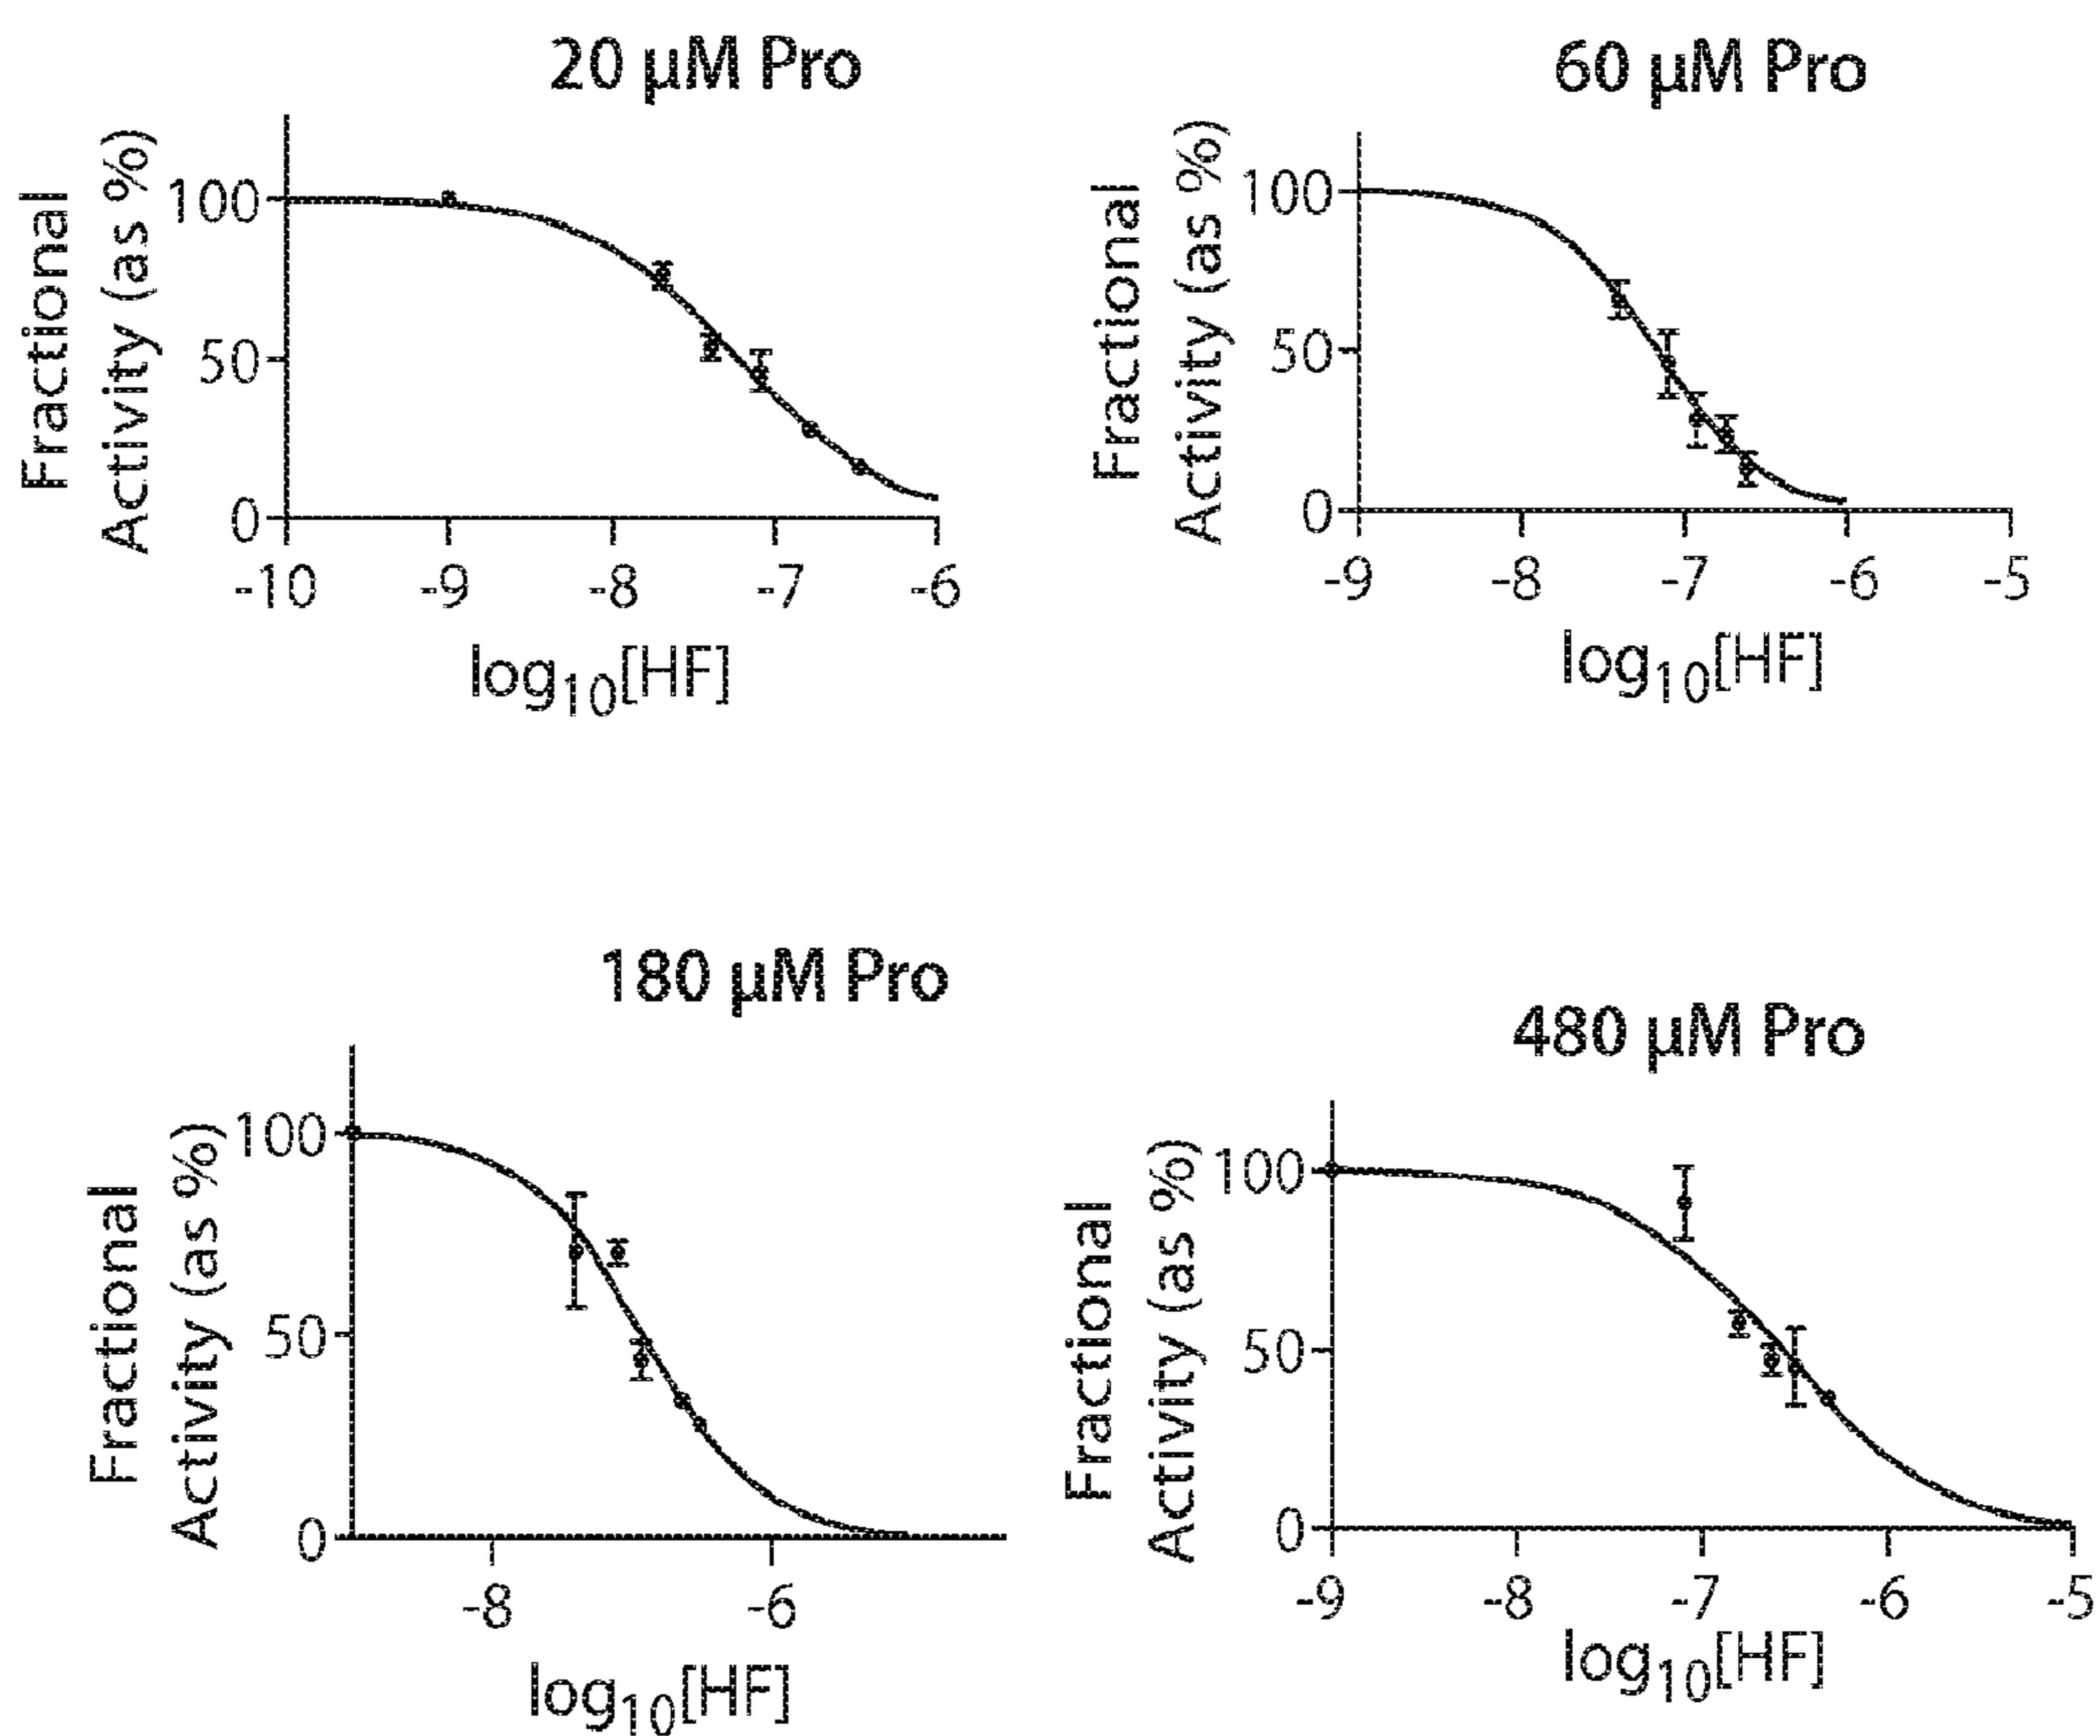 20 µM Pro
Fractional
Activity (as %)
100
50
0
-10 -9 -8 -7 -6
log10[HF]
60 µM Pro
Fractional
Activity (as %)
100
50
0
-9 -8 -7 -6 -5
log10[HF]
180 µM Pro
Fractional
Activity (as %)
100
50
0
-8 -6
log10[HF]
480 µM Pro
Fractional
Activity (as %)
100
50
0
-9 -8 -7 -6 -5
log10[HF]